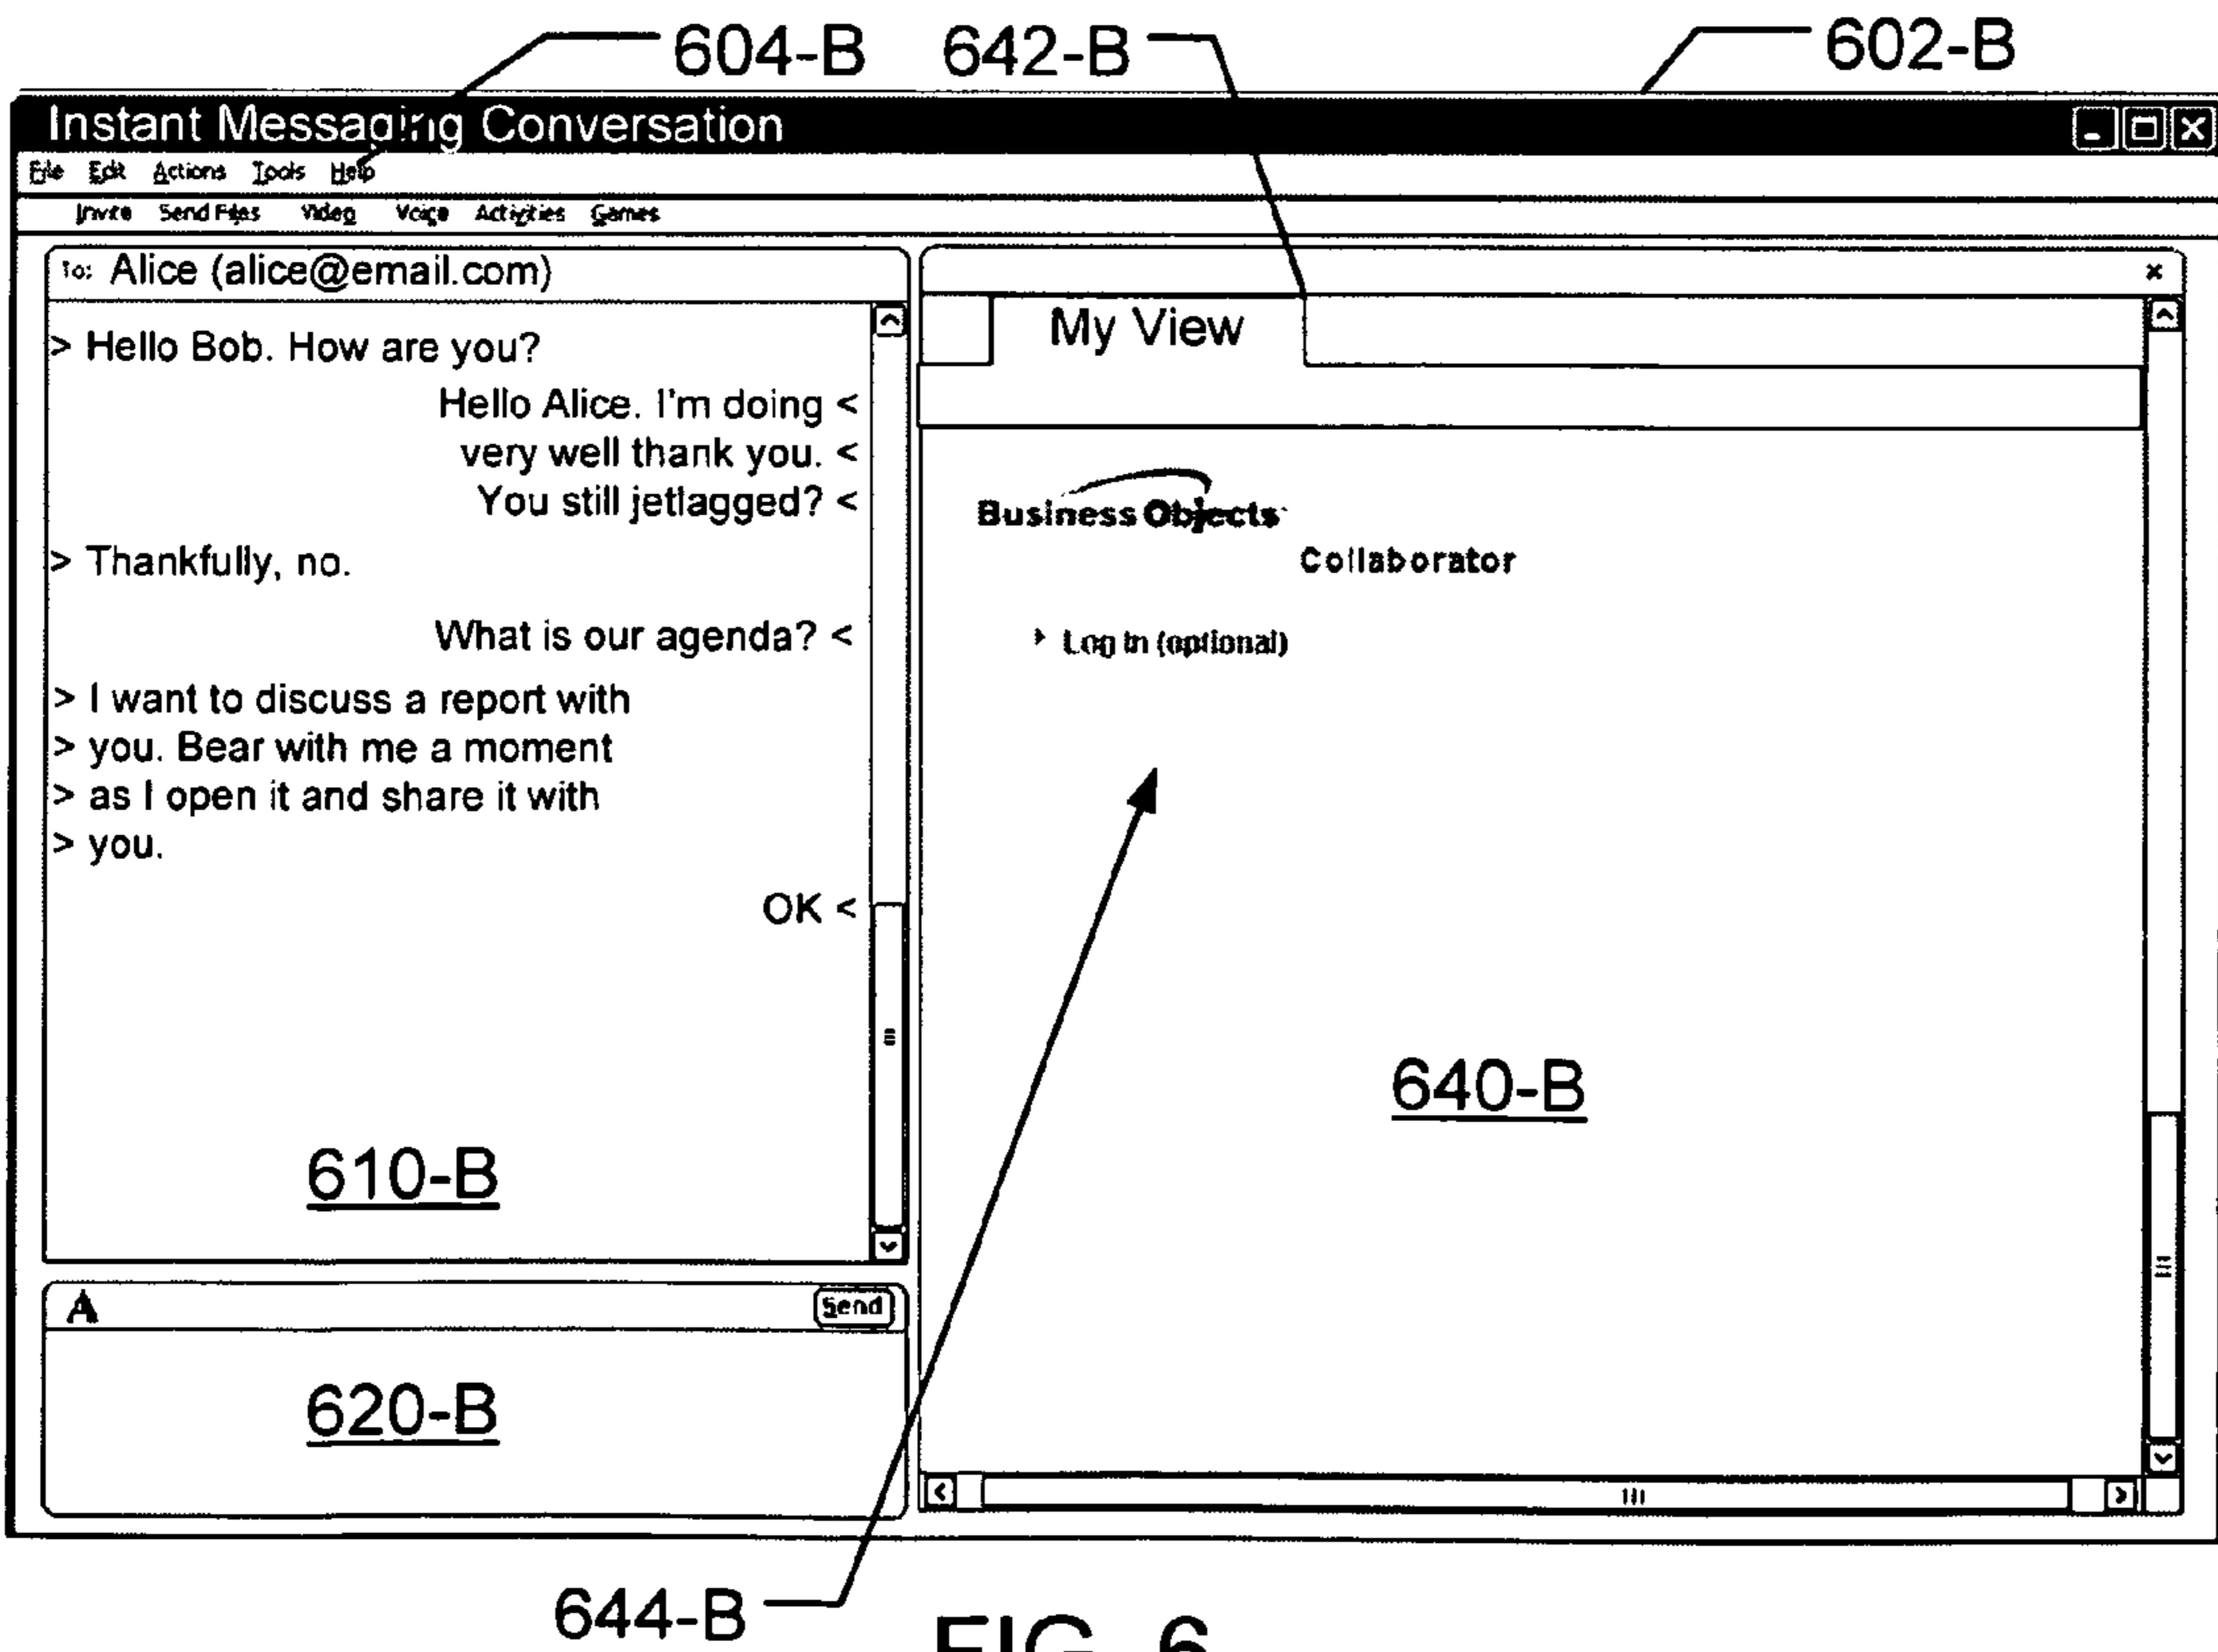 604-B 642-B 602-B
Instant Messaging Conversation
File Edit Actions Tools Help
Invite Send Files Video Voice Activities Games
To: Alice (alice@email.com)
> Hello Bob. How are you?
Hello Alice. I'm doing <
very well thank you. <
You still jetlagged? <
> Thankfully, no.
What is our agenda? <
> I want to discuss a report with
> you. Bear with me a moment
> as I open it and share it with
> you.
OK <
610-B
A Send
620-B
My View
Business Objects
Collaborator
Log in (optional)
640-B
644-B
FIG. 6